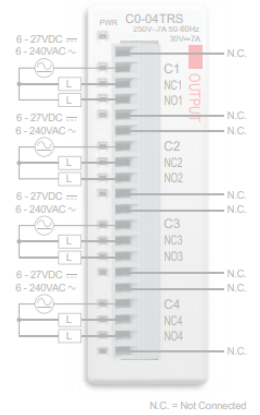 PWR C0-04TRS
250V~7A 50-60Hz
30V⎓7A
6 - 27VDC ⎓
6 - 240VAC ~
N.C.
C1
L NC1
L NO1
OUTPUT
N.C.
6 - 27VDC ⎓
6 - 240VAC ~
N.C.
C2
L NC2
L NO2
N.C.
6 - 27VDC ⎓
6 - 240VAC ~
N.C.
C3
L NC3
L NO3
N.C.
6 - 27VDC ⎓
6 - 240VAC ~
N.C.
C4
L NC4
L NO4
N.C.
N.C. = Not Connected